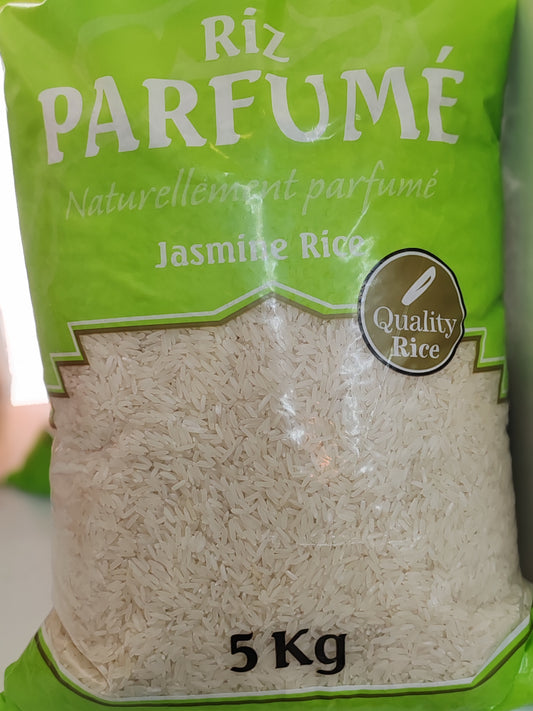 Riz
PARFUMÉ
Naturellement parfumé
Jasmine Rice
Quality
Rice
5 Kg